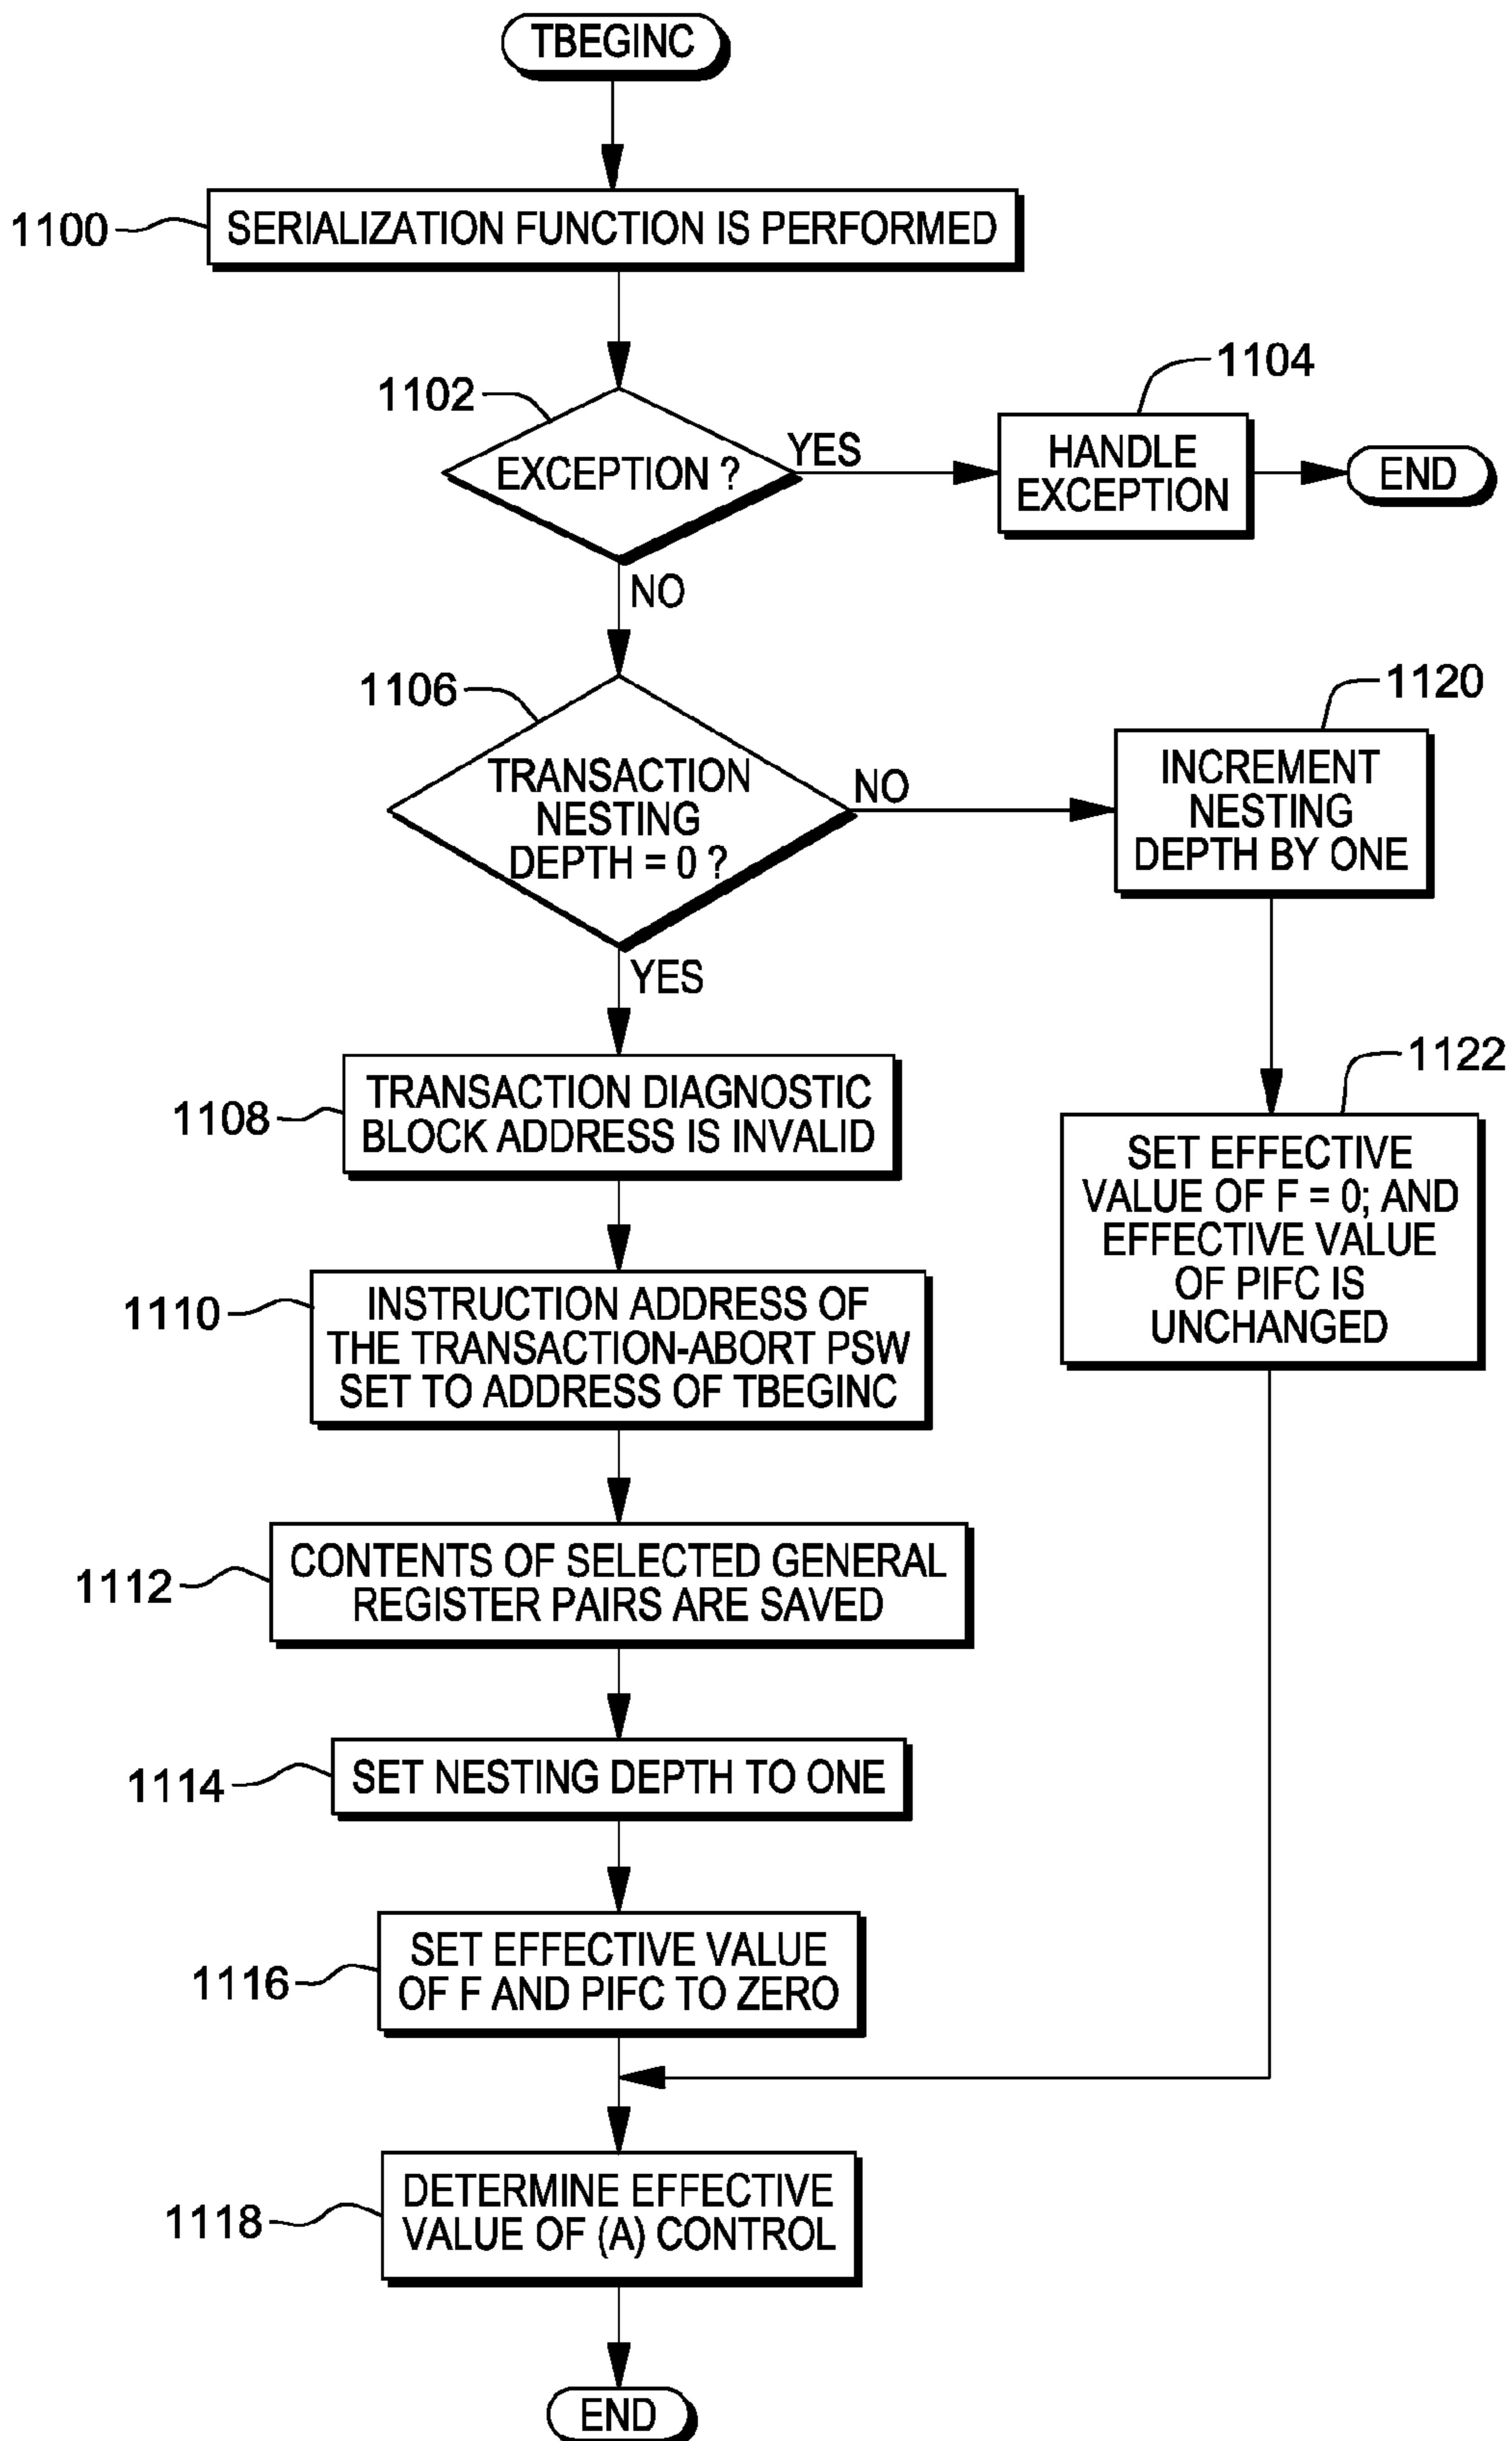 TBEGINC
1100
SERIALIZATION FUNCTION IS PERFORMED
1102
EXCEPTION ?
YES
1104
HANDLE
EXCEPTION
END
NO
1106
TRANSACTION
NESTING
DEPTH = 0 ?
NO
1120
INCREMENT
NESTING
DEPTH BY ONE
YES
1108
TRANSACTION DIAGNOSTIC
BLOCK ADDRESS IS INVALID
1122
SET EFFECTIVE
VALUE OF F = 0; AND
EFFECTIVE VALUE
OF PIFC IS
UNCHANGED
1110
INSTRUCTION ADDRESS OF
THE TRANSACTION-ABORT PSW
SET TO ADDRESS OF TBEGINC
1112
CONTENTS OF SELECTED GENERAL
REGISTER PAIRS ARE SAVED
1114
SET NESTING DEPTH TO ONE
1116
SET EFFECTIVE VALUE
OF F AND PIFC TO ZERO
1118
DETERMINE EFFECTIVE
VALUE OF (A) CONTROL
END